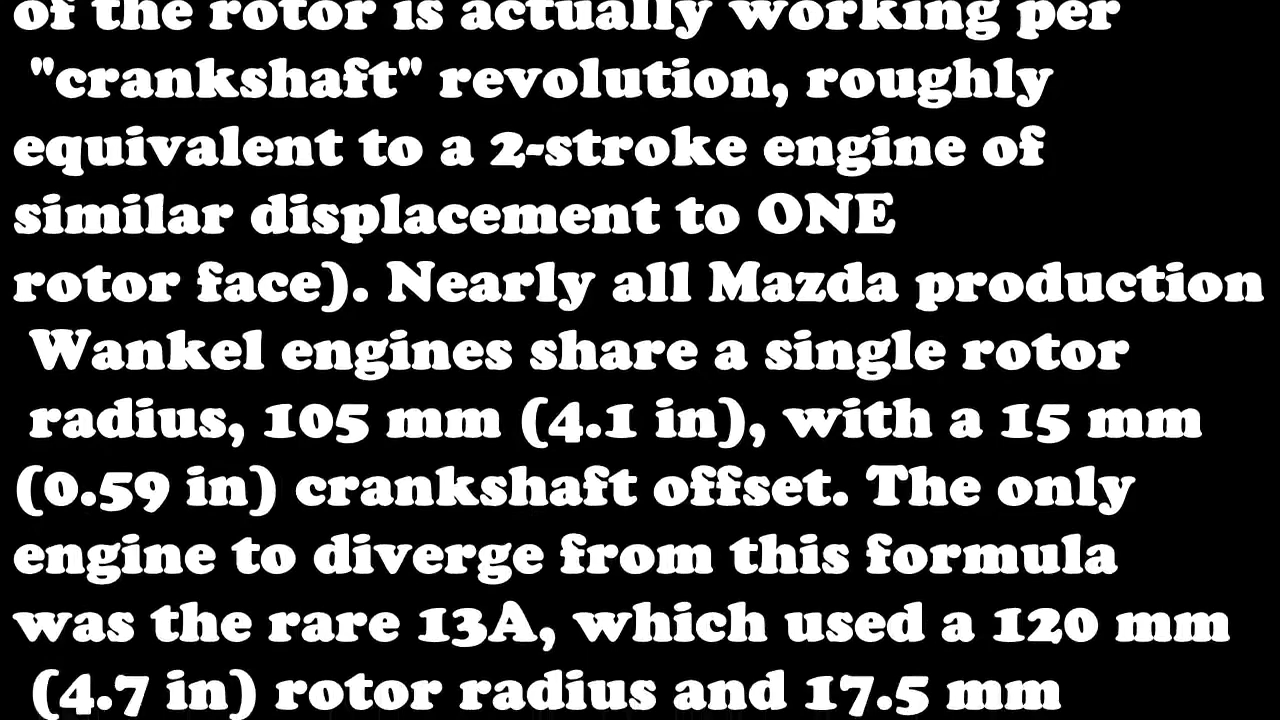 of the rotor is actually working per
"crankshaft" revolution, roughly
equivalent to a 2-stroke engine of
similar displacement to ONE
rotor face). Nearly all Mazda production
Wankel engines share a single rotor
radius, 105 mm (4.1 in), with a 15 mm
(0.59 in) crankshaft offset. The only
engine to diverge from this formula
was the rare 13A, which used a 120 mm
(4.7 in) rotor radius and 17.5 mm